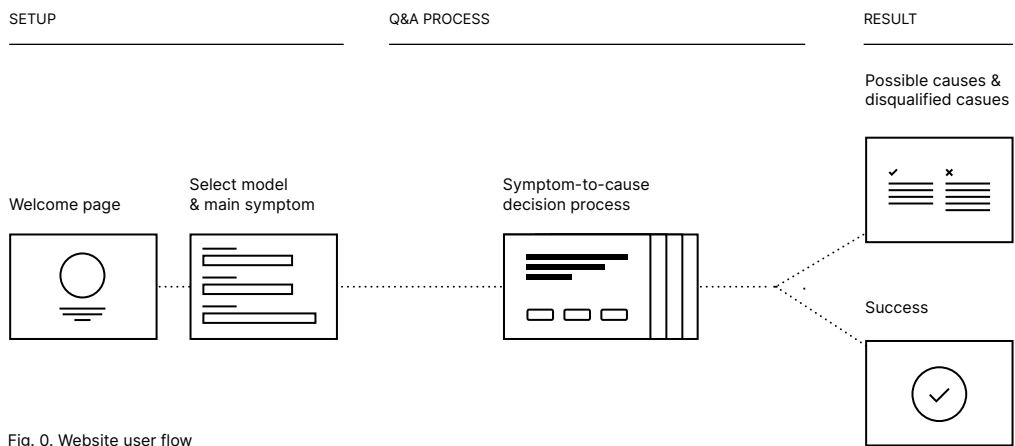 SETUP
Q&A PROCESS
RESULT
Possible causes &
disqualified casues
Select model
& main symptom
Symptom-to-cause
decision process
Welcome page
Success
Fig. 0. Website user flow